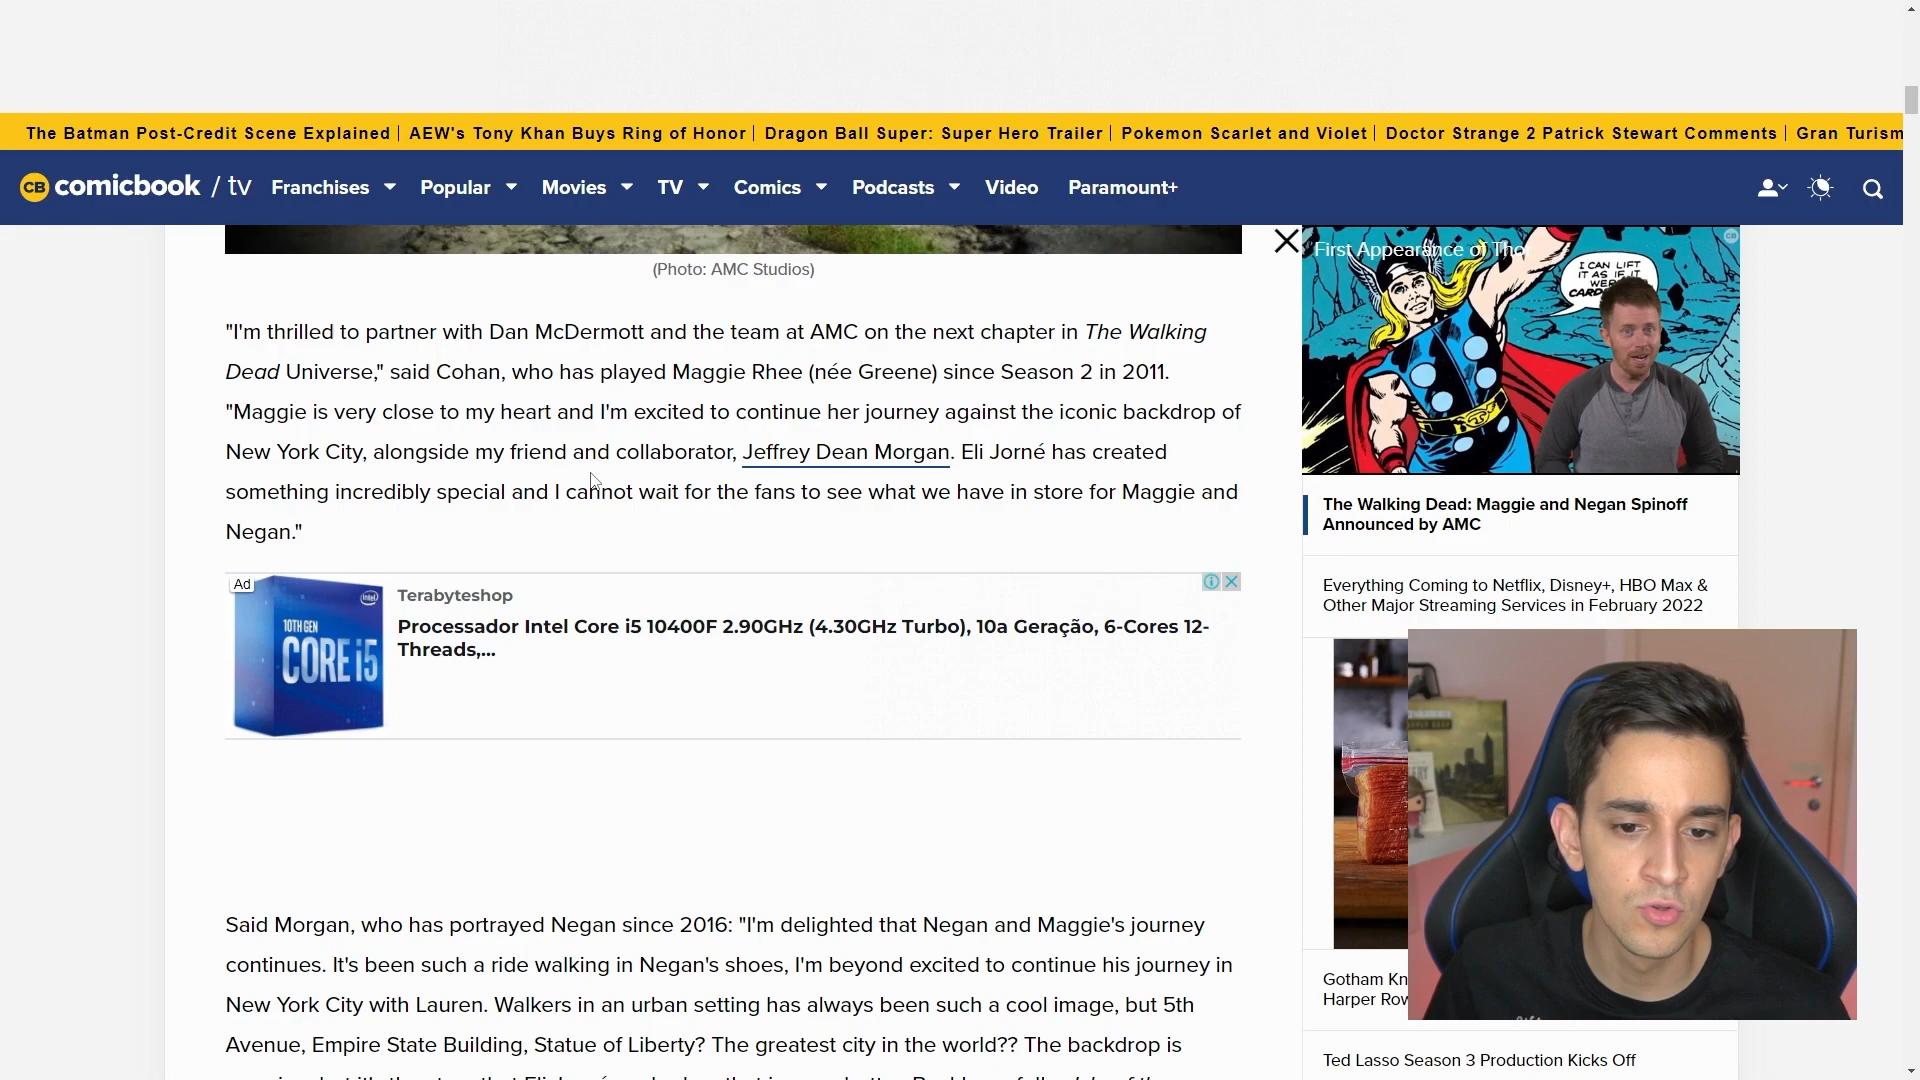 The Batman Post-Credit Scene Explained | AEW's Tony Khan Buys Ring of Honor | Dragon Ball Super: Super Hero Trailer | Pokemon Scarlet and Violet | Doctor Strange 2 Patrick Stewart Comments | Gran Turism
CB comicbook / tv Franchises Popular Movies TV Comics Podcasts Video Paramount+
(Photo: AMC Studios)
"I'm thrilled to partner with Dan McDermott and the team at AMC on the next chapter in The Walking
Dead Universe," said Cohan, who has played Maggie Rhee (née Greene) since Season 2 in 2011.
"Maggie is very close to my heart and I'm excited to continue her journey against the iconic backdrop of
New York City, alongside my friend and collaborator, Jeffrey Dean Morgan. Eli Jorné has created
something incredibly special and I cannot wait for the fans to see what we have in store for Maggie and
Negan."
Ad
intel
10TH GEN
CORE i5
Terabyteshop
Processador Intel Core i5 10400F 2.90GHz (4.30GHz Turbo), 10a Geração, 6-Cores 12-
Threads,...
Said Morgan, who has portrayed Negan since 2016: "I'm delighted that Negan and Maggie's journey
continues. It's been such a ride walking in Negan's shoes, I'm beyond excited to continue his journey in
New York City with Lauren. Walkers in an urban setting has always been such a cool image, but 5th
Avenue, Empire State Building, Statue of Liberty? The greatest city in the world?? The backdrop is
First Appearance of Thor
CB
I CAN LIFT
IT AS IF IT
WERE
The Walking Dead: Maggie and Negan Spinoff
Announced by AMC
Everything Coming to Netflix, Disney+, HBO Max &
Other Major Streaming Services in February 2022
Gotham Kn
Harper Row
Ted Lasso Season 3 Production Kicks Off